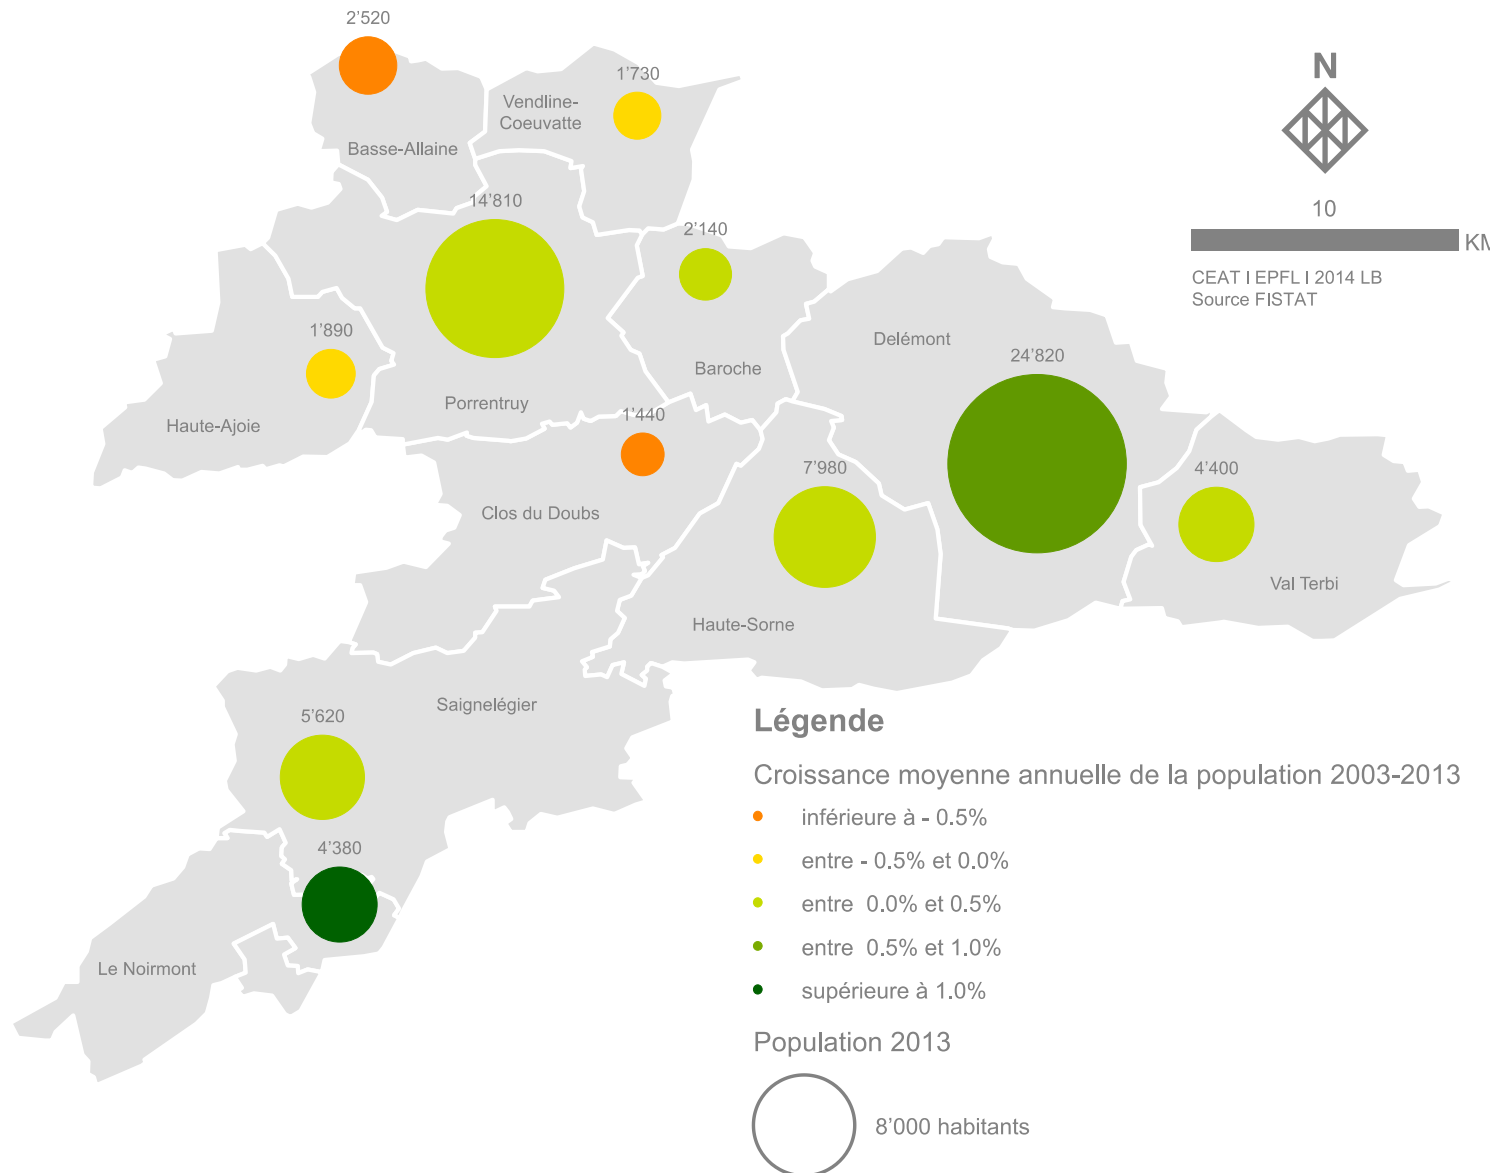 2’520
1’730
Vendline-
Coeuvatte
Basse-Allaine
14’810
2’140
N
10
KM
CEAT I EPFL I 2014 LB
Source FISTAT
1’890
Baroche
Delémont
24’820
Haute-Ajoie
Porrentruy
1’440
7’980
4’400
Clos du Doubs
Val Terbi
Haute-Sorne
Saignelégier
5’620
4’380
Le Noirmont
Légende
Croissance moyenne annuelle de la population 2003-2013
inférieure à - 0.5%
entre - 0.5% et 0.0%
entre 0.0% et 0.5%
entre 0.5% et 1.0%
supérieure à 1.0%
Population 2013
8’000 habitants